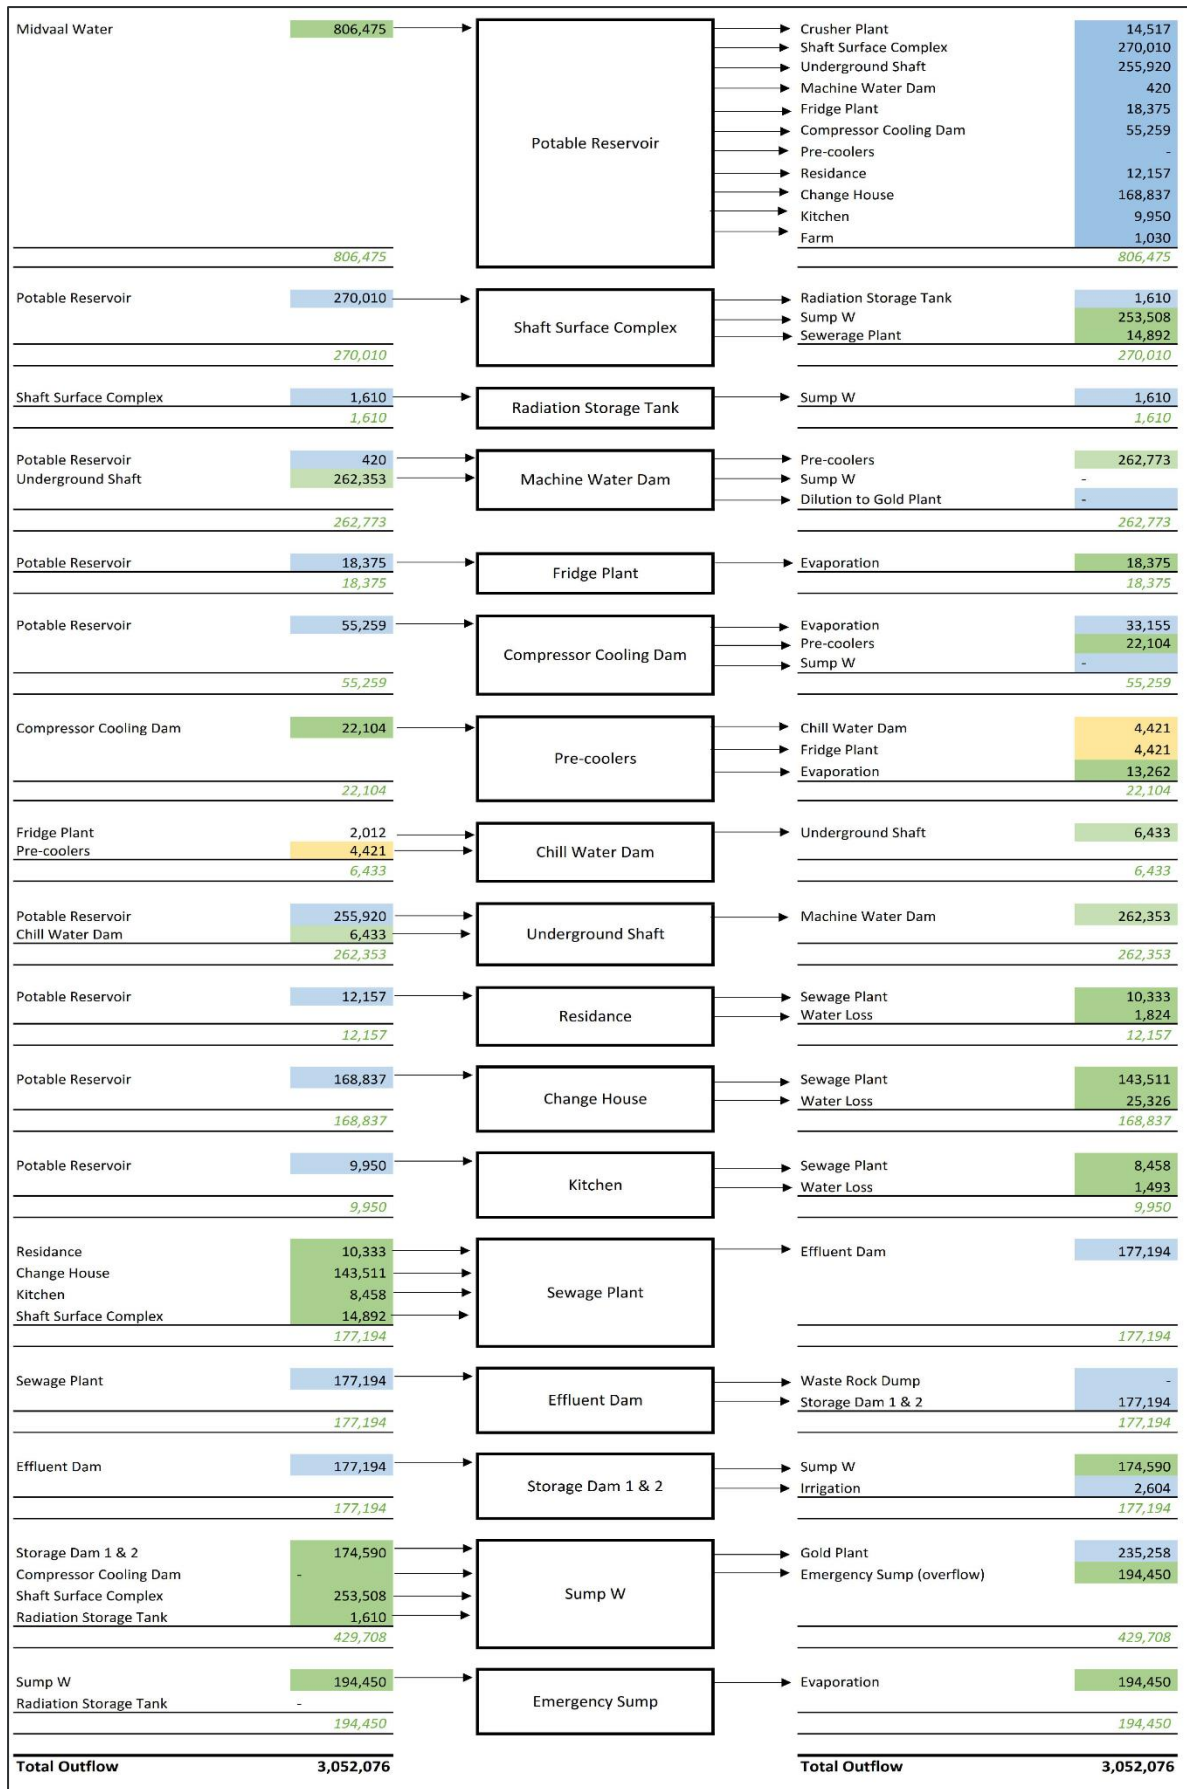 Midvaal Water 806,475 Potable Reservoir Crusher Plant 14,517
Shaft Surface Complex 270,010
Underground Shaft 255,920
Machine Water Dam 420
Fridge Plant 18,375
Compressor Cooling Dam 55,259
Pre-coolers -
Residance 12,157
Change House 168,837
Kitchen 9,950
Farm 1,030
806,475 806,475
Potable Reservoir 270,010 Shaft Surface Complex Radiation Storage Tank 1,610
Sump W 253,508
Sewerage Plant 14,892
270,010 270,010
Shaft Surface Complex 1,610 Radiation Storage Tank Sump W 1,610
1,610 1,610
Potable Reservoir 420 Machine Water Dam Pre-coolers 262,773
Underground Shaft 262,353 Sump W -
Dilution to Gold Plant -
262,773 262,773
Potable Reservoir 18,375 Fridge Plant Evaporation 18,375
18,375 18,375
Potable Reservoir 55,259 Compressor Cooling Dam Evaporation 33,155
Pre-coolers 22,104
Sump W -
55,259 55,259
Compressor Cooling Dam 22,104 Pre-coolers Chill Water Dam 4,421
Fridge Plant 4,421
Evaporation 13,262
22,104 22,104
Fridge Plant 2,012 Chill Water Dam Underground Shaft 6,433
Pre-coolers 4,421
6,433 6,433
Potable Reservoir 255,920 Underground Shaft Machine Water Dam 262,353
Chill Water Dam 6,433
262,353 262,353
Potable Reservoir 12,157 Residance Sewage Plant 10,333
Water Loss 1,824
12,157 12,157
Potable Reservoir 168,837 Change House Sewage Plant 143,511
Water Loss 25,326
168,837 168,837
Potable Reservoir 9,950 Kitchen Sewage Plant 8,458
Water Loss 1,493
9,950 9,950
Residance 10,333 Sewage Plant Effluent Dam 177,194
Change House 143,511
Kitchen 8,458
Shaft Surface Complex 14,892
177,194 177,194
Sewage Plant 177,194 Effluent Dam Waste Rock Dump -
Storage Dam 1 & 2 177,194
177,194 177,194
Effluent Dam 177,194 Storage Dam 1 & 2 Sump W 174,590
Irrigation 2,604
177,194 177,194
Storage Dam 1 & 2 174,590 Sump W Gold Plant 235,258
Compressor Cooling Dam - Emergency Sump (overflow) 194,450
Shaft Surface Complex 253,508
Radiation Storage Tank 1,610
429,708 429,708
Sump W 194,450 Emergency Sump Evaporation 194,450
Radiation Storage Tank -
194,450 194,450
Total Outflow 3,052,076 Total Outflow 3,052,076